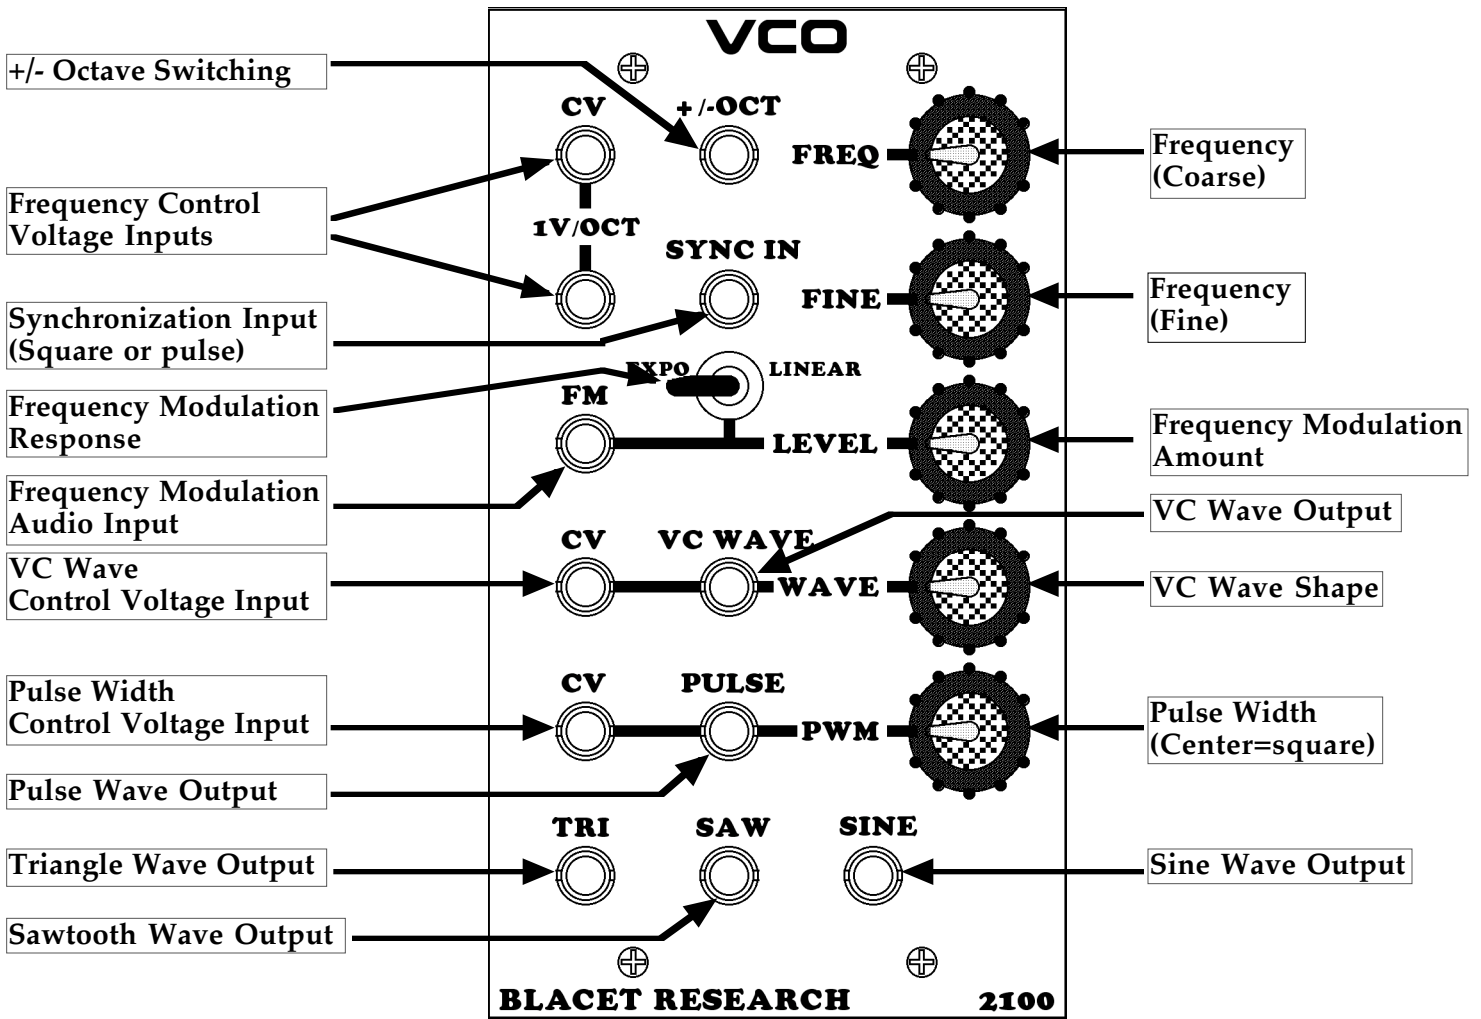 VCO
+/- Octave Switching
Frequency Control
Voltage Inputs
Synchronization Input
(Square or pulse)
Frequency Modulation
Response
Frequency Modulation
Audio Input
VC Wave
Control Voltage Input
Pulse Width
Control Voltage Input
Pulse Wave Output
Triangle Wave Output
Sawtooth Wave Output
CV
+/-OCT
FREQ
1V/OCT
SYNC IN
FINE
EXPO
LINEAR
FM
LEVEL
CV
VC WAVE
WAVE
CV
PULSE
PWM
TRI
SAW
SINE
BLACET RESEARCH
2100
Frequency
(Coarse)
Frequency
(Fine)
Frequency Modulation
Amount
VC Wave Output
VC Wave Shape
Pulse Width
(Center=square)
Sine Wave Output